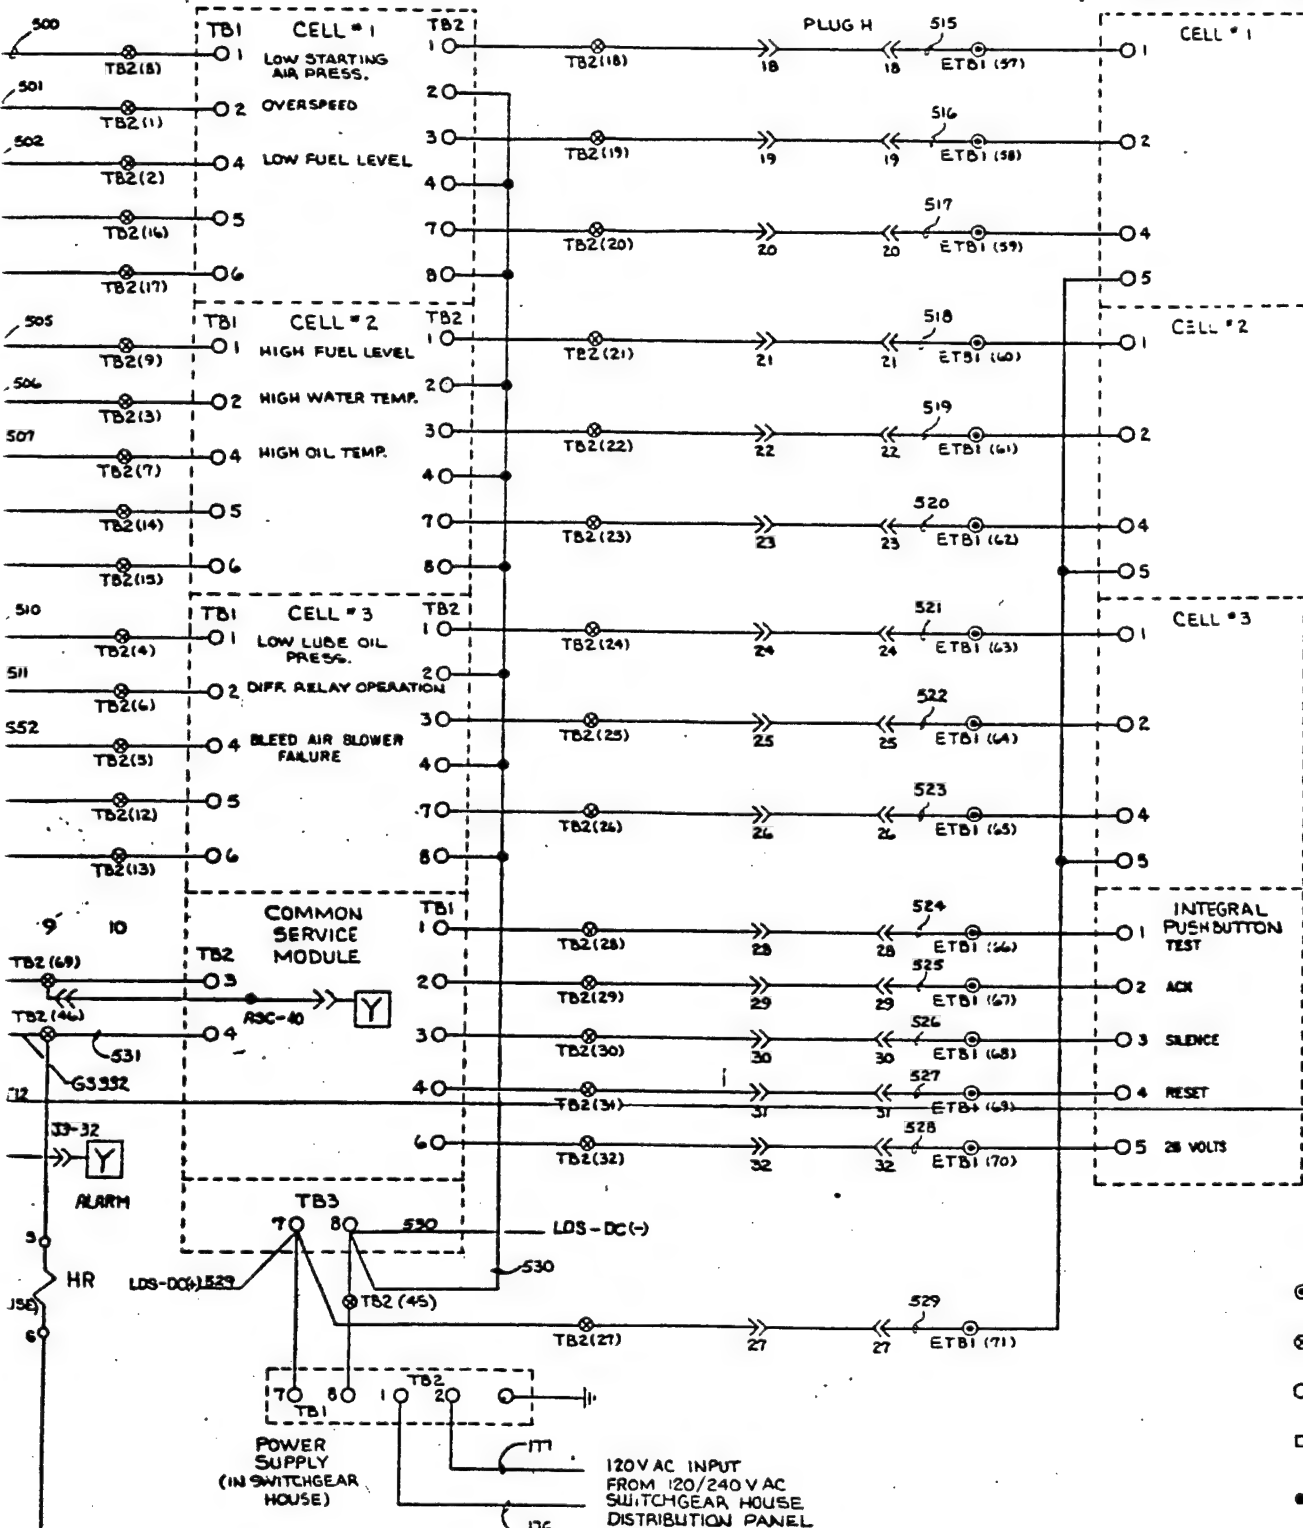 500
TB1 CELL #1 TB2
TB2(8) 1 LOW STARTING
AIR PRESS.
1 TB2(18) 18 PLUG H 18 515 ETB1 (57) 1 CELL #1
501
TB2(1) 2 OVERSPEED 2
502
TB2(2) 4 LOW FUEL LEVEL 3 TB2(19) 19 19 516 ETB1 (58) 2
4
TB2(16) 5 7 TB2(20) 20 20 517 ETB1 (59) 4
TB2(17) 6 8 5
TB1 CELL #2 TB2
505
TB2(9) 1 HIGH FUEL LEVEL 1 TB2(21) 21 21 518 ETB1 (60) 1 CELL #2
506
TB2(3) 2 HIGH WATER TEMP. 2
507
TB2(7) 4 HIGH OIL TEMP. 3 TB2(22) 22 22 519 ETB1 (61) 2
4
TB2(14) 5 7 TB2(23) 23 23 520 ETB1 (62) 4
TB2(15) 6 8 5
TB1 CELL #3 TB2
510
TB2(4) 1 LOW LUBE OIL
PRESS.
1 TB2(24) 24 24 521 ETB1 (63) 1 CELL #3
511
TB2(6) 2 DIFF. RELAY OPERATION 2
3 TB2(25) 25 25 522 ETB1 (64) 2
552
TB2(5) 4 BLEED AIR BLOWER
FAILURE
4
TB2(12) 5 7 TB2(26) 26 26 523 ETB1 (65) 4
TB2(13) 6 8 5
9 10
COMMON
SERVICE
MODULE
TB1
1 TB2(28) 28 28 524 ETB1 (66) 1
INTEGRAL
PUSHBUTTON
TEST
TB2(69) TB2 3
2 TB2(29) 29 29 525 ETB1 (67) 2 ACK
RSC-40 Y
TB2(46) 4
531
3 TB2(30) 30 30 526 ETB1 (68) 3 SILENCE
G3992
4 TB2(31) 31 31 527 ETB1 (69) 4 RESET
J9-32 Y
ALARM
6 TB2(32) 32 32 528 ETB1 (70) 5 28 VOLTS
TB3
7 8 530 LDS-DC(-)
3
HR
6
LDS-DC(+) 529
530
TB2(45)
TB2(27) 27 27 529 ETB1 (71)
TB2
7 8 1 2
TB1
POWER
SUPPLY
(IN SWITCHGEAR
HOUSE)
177
120V AC INPUT
FROM 120/240 V AC
SWITCHGEAR HOUSE
DISTRIBUTION PANEL
176